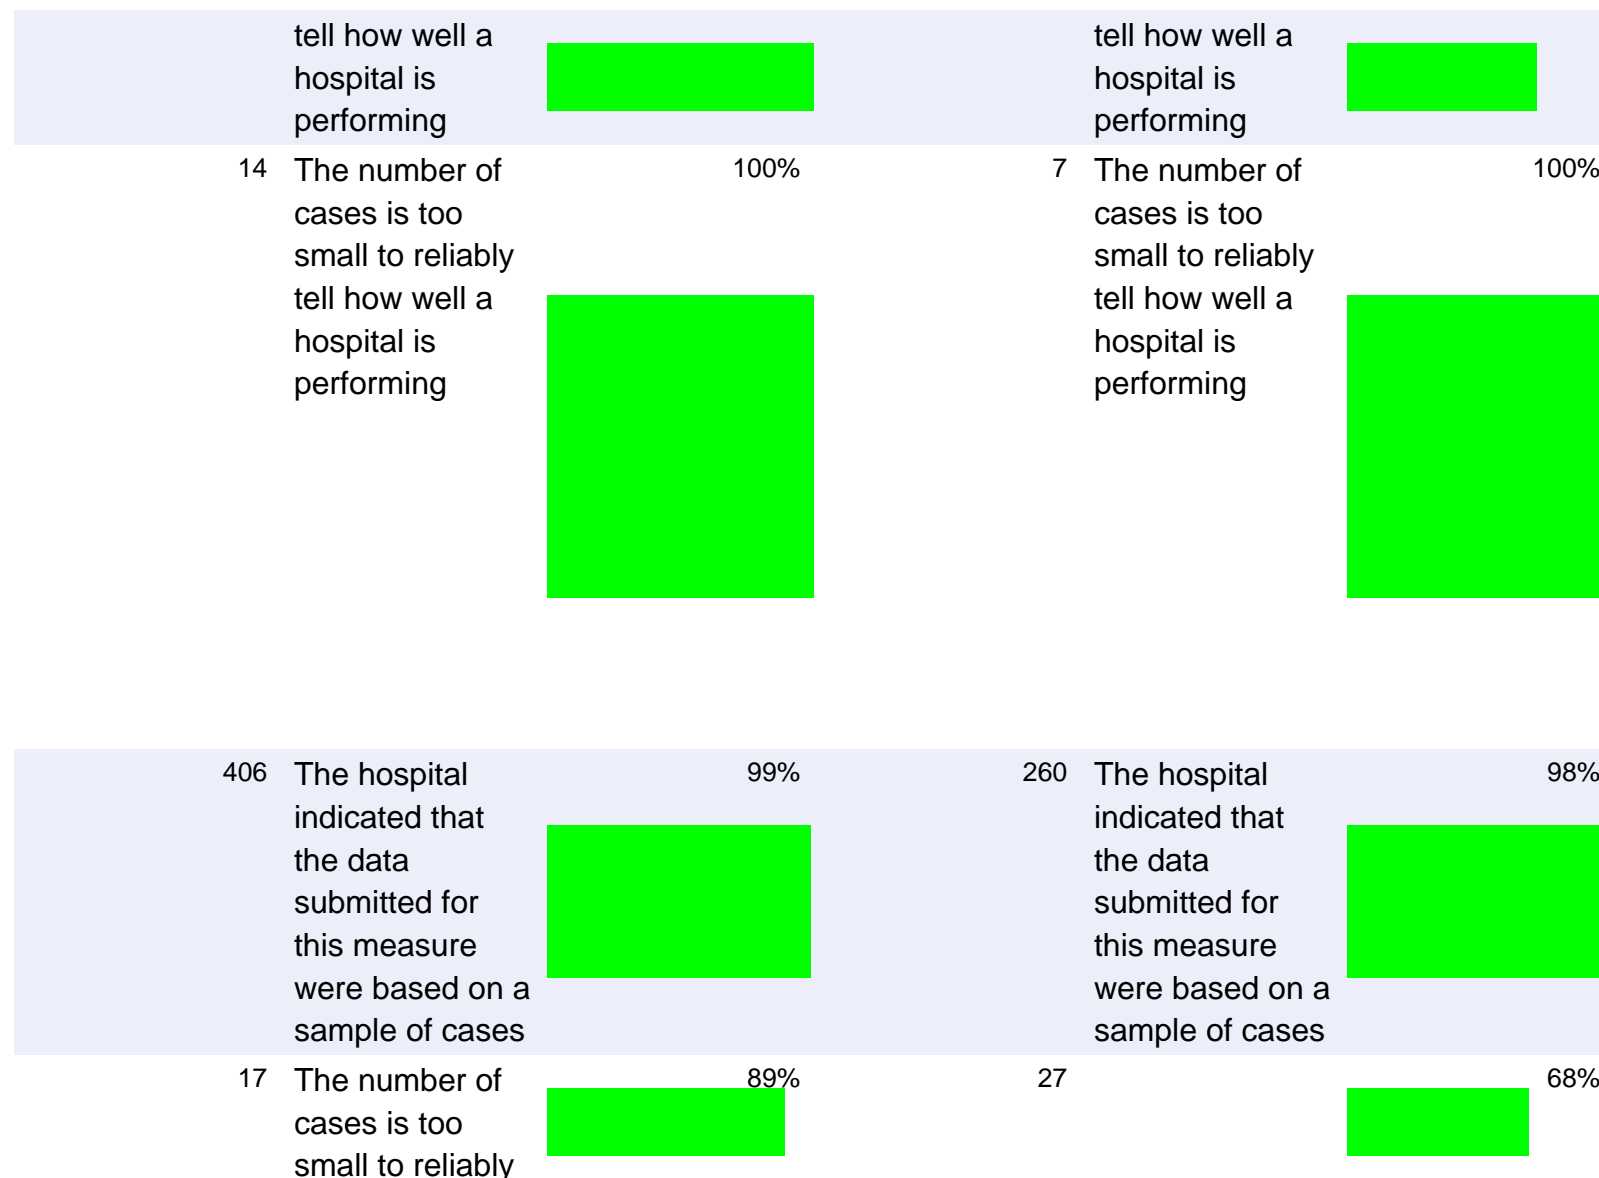 tell how well a
hospital is
performing
tell how well a
hospital is
performing
14 The number of
cases is too
small to reliably
tell how well a
hospital is
performing
100%
7 The number of
cases is too
small to reliably
tell how well a
hospital is
performing
100%
406 The hospital
indicated that
the data
submitted for
this measure
were based on a
sample of cases
99%
260 The hospital
indicated that
the data
submitted for
this measure
were based on a
sample of cases
98%
17 The number of
cases is too
small to reliably
89%
27
68%